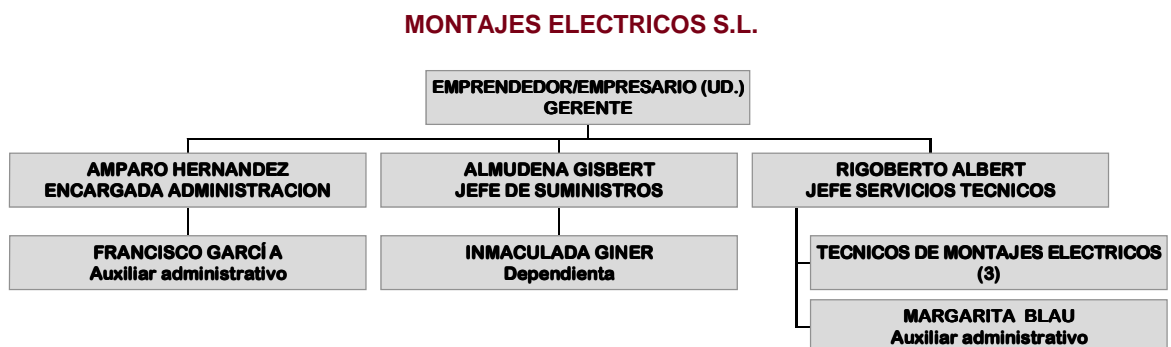 MONTAJES ELECTRICOS S.L.
EMPRENDEDOR/EMPRESARIO (UD.)
GERENTE
AMPARO HERNANDEZ
ENCARGADA ADMINISTRACION
ALMUDENA GISBERT
JEFE DE SUMINISTROS
RIGOBERTO ALBERT
JEFE SERVICIOS TECNICOS
FRANCISCO GARCÍA
Auxiliar administrativo
INMACULADA GINER
Dependienta
TECNICOS DE MONTAJES ELECTRICOS
(3)
MARGARITA BLAU
Auxiliar administrativo